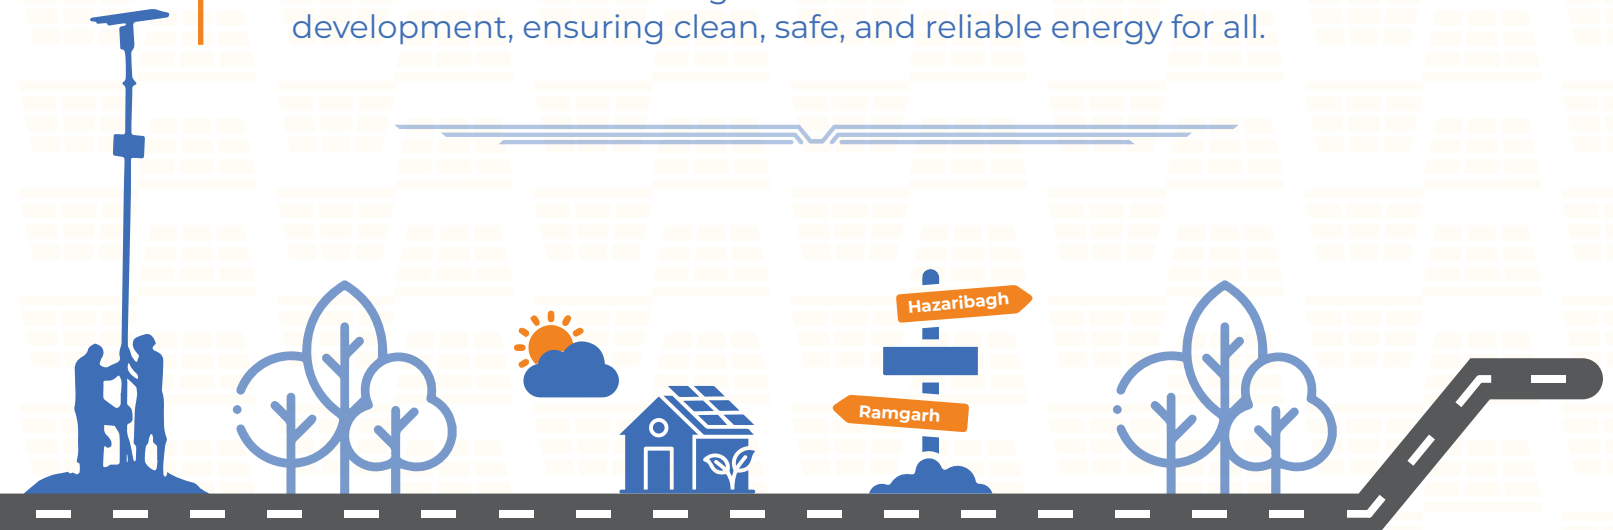 development, ensuring clean, safe, and reliable energy for all.
Hazaribagh
Ramgarh